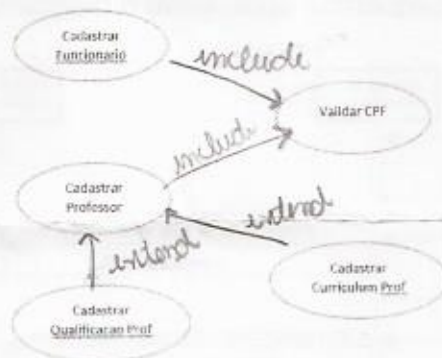 Cadastrar
Funcionario
include
Validar CPF
include
Cadastrar
Professor
extend
extend
Cadastrar
Curriculum Prof
Cadastrar
Qualificacao Prof